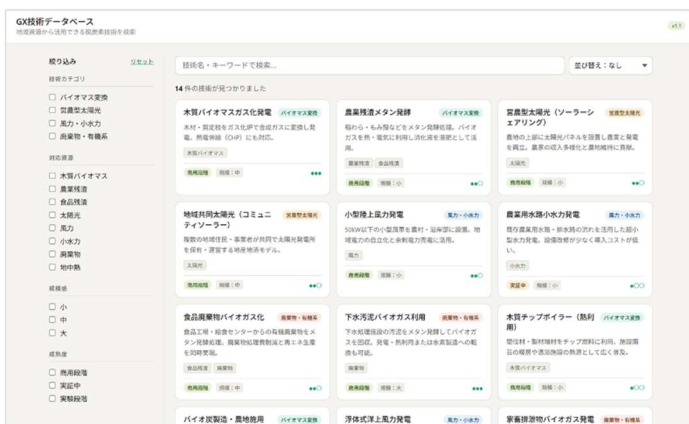 GX技術データベース
地域資源から活用できる脱炭素技術を検索
v1.1
絞り込み
リセット
技術カテゴリ
バイオマス変換
営農型太陽光
風力・小水力
廃棄物・有機系
対応資源
木質バイオマス
農業残渣
食品残渣
太陽光
風力
小水力
廃棄物
地中熱
規模感
小
中
大
成熟度
商用段階
実証中
実験段階
技術名・キーワードで検索...
並び替え：なし
14 件の技術が見つかりました
木質バイオマスガス化発電
バイオマス変換
木材・剪定枝をガス化炉で合成ガスに変換し発
電。熱電併給（CHP）にも対応。
木質バイオマス
商用段階
規模：中
農業残渣メタン発酵
バイオマス変換
稲わら・もみ殻などをメタン発酵処理。バイオ
ガスを熱・電気に利用し消化液を液肥として活
用。
農業残渣
食品残渣
商用段階
規模：小
営農型太陽光（ソーラーシ
ェアリング）
営農型太陽光
農地の上部に太陽光パネルを設置し農業と発電
を両立。農家の収入多様化と農地維持に貢献。
太陽光
商用段階
規模：小
地域共同太陽光（コミュニ
ティソーラー）
営農型太陽光
複数の地域住民・事業者が共同で太陽光発電所
を保有・運営する地産地消モデル。
太陽光
商用段階
規模：中
小型陸上風力発電
風力・小水力
50kW以下の小型風車を農村・沿岸部に設置。地
域電力の自立化と余剰電力売電に活用。
風力
商用段階
規模：小
農業用水路小水力発電
風力・小水力
既存農業用水路・排水路の流れを活用した超小
型水力発電。設備改修が少なく導入コストが低
い。
小水力
実証中
規模：小
食品廃棄物バイオガス化
廃棄物・有機系
食品工場・給食センターからの有機廃棄物をメ
タン発酵処理。廃棄物処理費削減と再エネ生産
を同時実現。
食品残渣
廃棄物
商用段階
規模：中
下水汚泥バイオガス利用
廃棄物・有機系
下水処理施設の汚泥をメタン発酵してバイオガ
スを回収。発電・熱利用または水素製造への転
換も可能。
廃棄物
商用段階
規模：大
木質チップボイラー（熱利
用）
バイオマス変換
間伐材・製材端材をチップ燃料に利用、施設園
芸の暖房や温浴施設の熱源として広く普及。
木質バイオマス
商用段階
規模：小
バイオ炭製造・農地施用
バイオマス変換
浮体式洋上風力発電
風力・小水力
家畜排泄物バイオガス発電
廃棄物・有機系